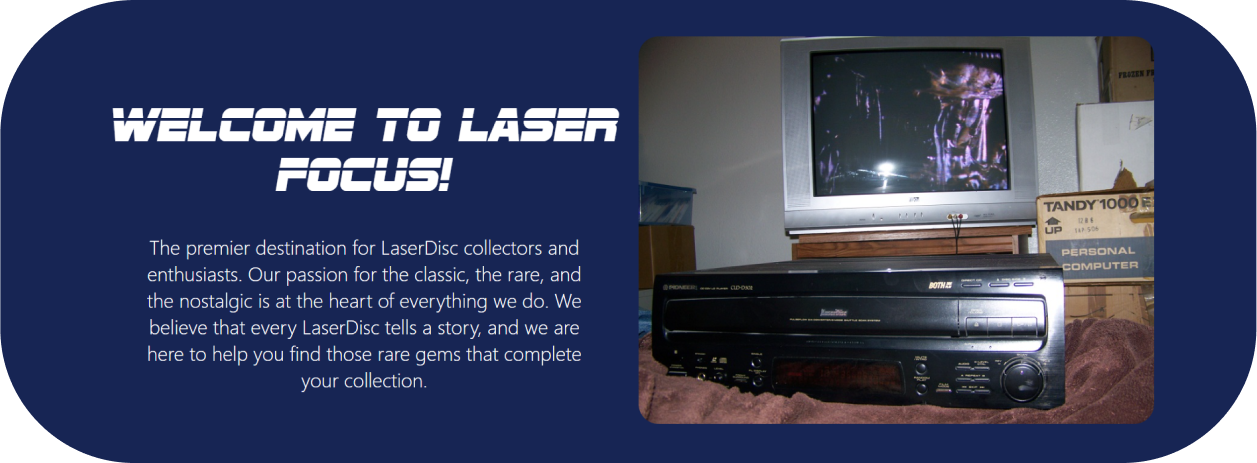 WELCOME TO LASER
FOCUS!
The premier destination for LaserDisc collectors and
enthusiasts. Our passion for the classic, the rare, and
the nostalgic is at the heart of everything we do. We
believe that every LaserDisc tells a story, and we are
here to help you find those rare gems that complete
your collection.
FROZEN
TANDY 1000
UP
PERSONAL
COMPUTER
PIONEER
BOTH
LaserDisc